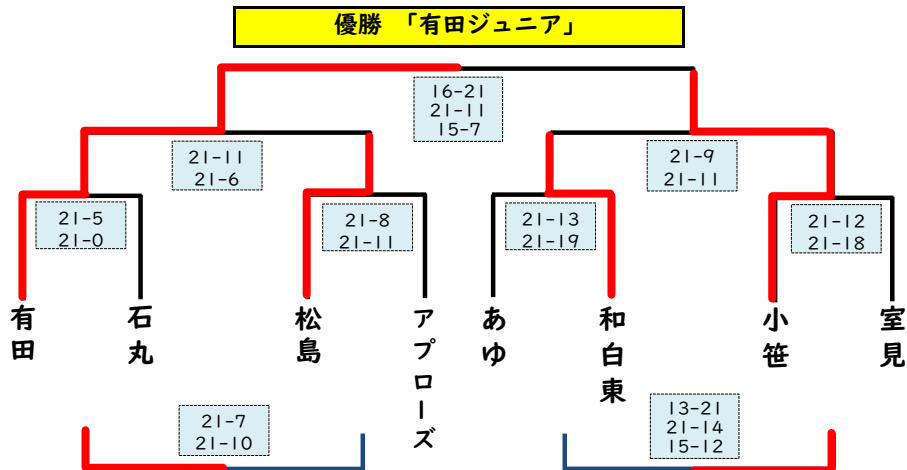 優勝 「有田ジュニア」
16-21
21-11
15-7
21-11
21-6
21-9
21-11
21-5
21-0
21-8
21-11
21-13
21-19
21-12
21-18
有田
石丸
松島
アプローズ
あゆ
和白東
小笹
室見
21-7
21-10
13-21
21-14
15-12